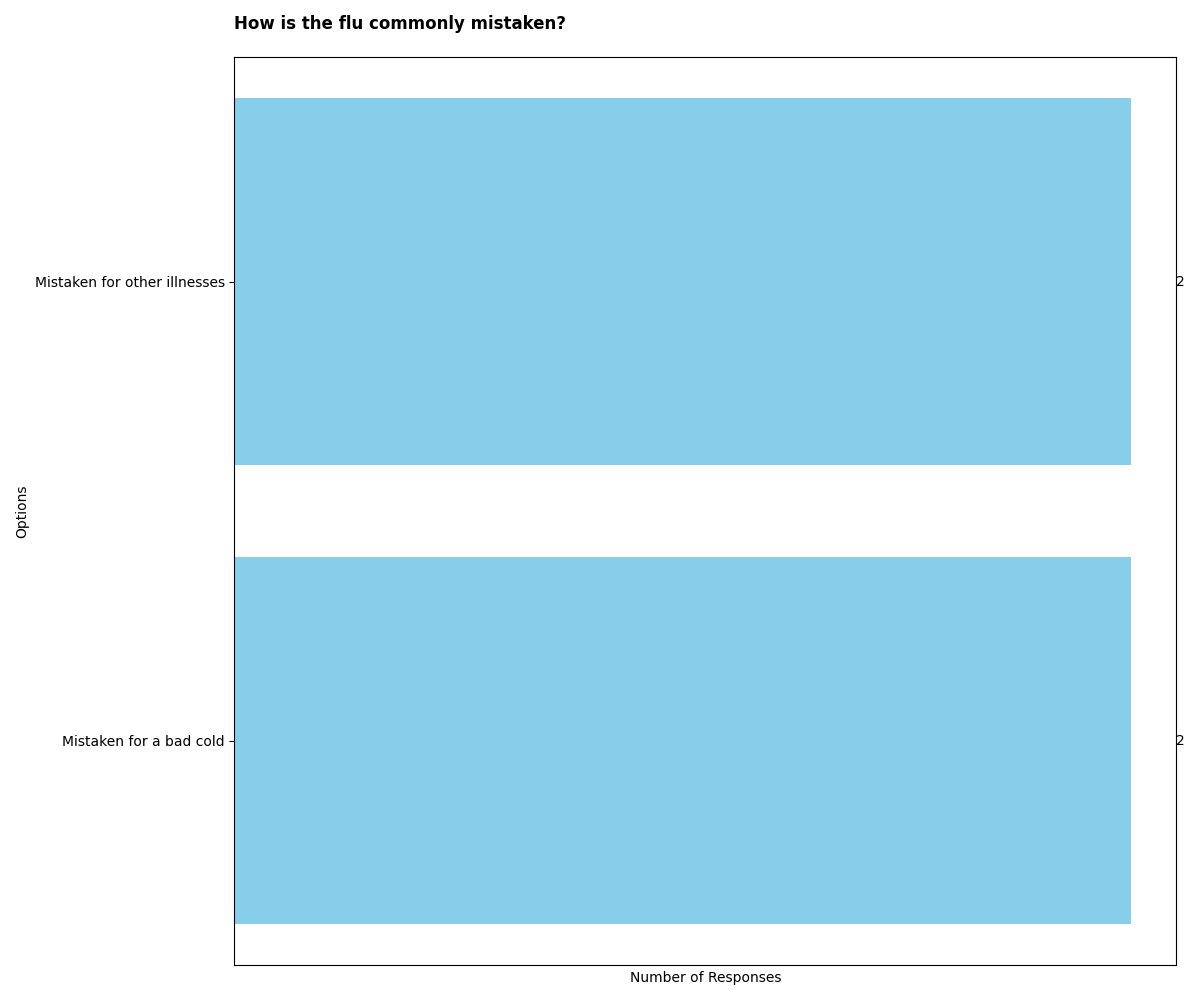 How is the flu commonly mistaken?
Mistaken for other illnesses
2
Options
Mistaken for a bad cold
2
Number of Responses